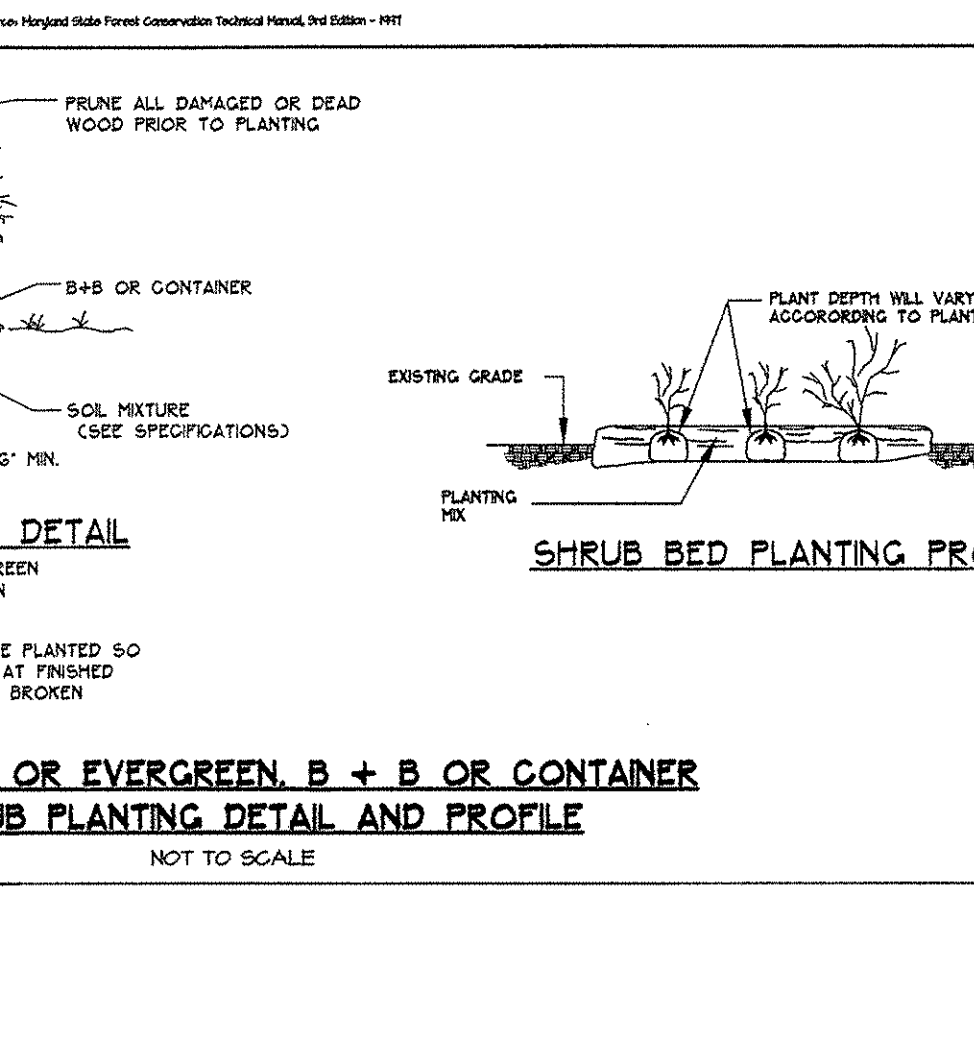 Maryland State Forest Conservation Technical Manual, 3rd Edition - 1997
PRUNE ALL DAMAGED OR DEAD
WOOD PRIOR TO PLANTING
B+B OR CONTAINER
SOIL MIXTURE
(SEE SPECIFICATIONS)
6" MIN.
DETAIL
REEN
N
E PLANTED SO
AT FINISHED
BROKEN
PLANT DEPTH WILL VARY
ACCORORDING TO PLANT
EXISTING GRADE
PLANTING
MIX
SHRUB BED PLANTING PRO
OR EVERGREEN, B + B OR CONTAINER
UB PLANTING DETAIL AND PROFILE
NOT TO SCALE